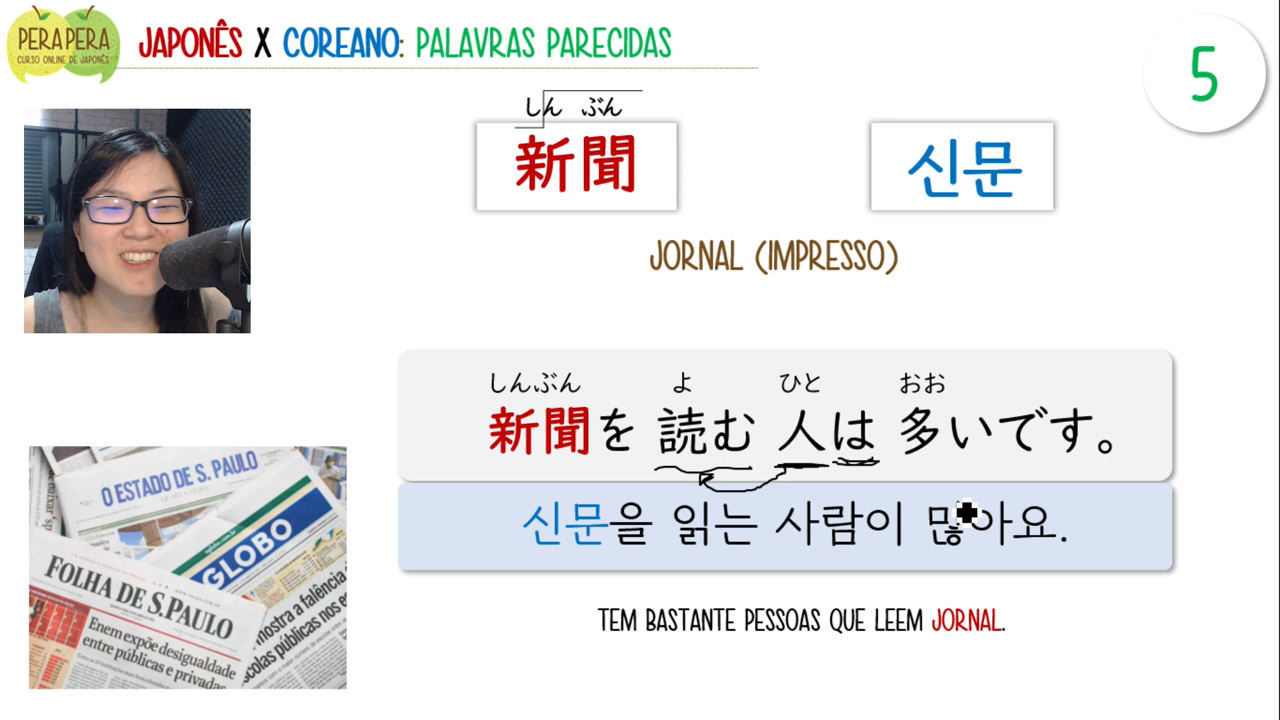 PERA PERA
CURSO ONLINE DE JAPONÊS
JAPONÊS X COREANO: PALAVRAS PARECIDAS
5
しん ぶん
新聞
신문
JORNAL (IMPRESSO)
しんぶん よ ひと おお
新聞を 読む 人は 多いです。
신문을 읽는 사람이 많아요.
TEM BASTANTE PESSOAS QUE LEEM JORNAL.
O ESTADO DE S. PAULO
GLOBO
FOLHA DE S.PAULO
Enem expõe desigualdade
entre públicas e privadas
mostra a falência